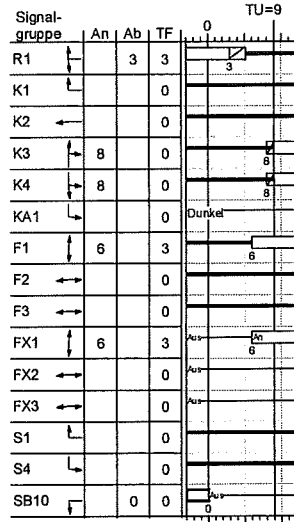 TU=9
Signal-
gruppe An Ab TF 0
R1 3 3 3
K1 0
K2 0
K3 8 0 8
K4 8 0 8
KA1 0 Dunkel
F1 6 3 6
F2 0
F3 0
FX1 6 3 Aus An 6
FX2 0 Aus
FX3 0 Aus
S1 0
S4 0
SB10 0 0 Aus 0